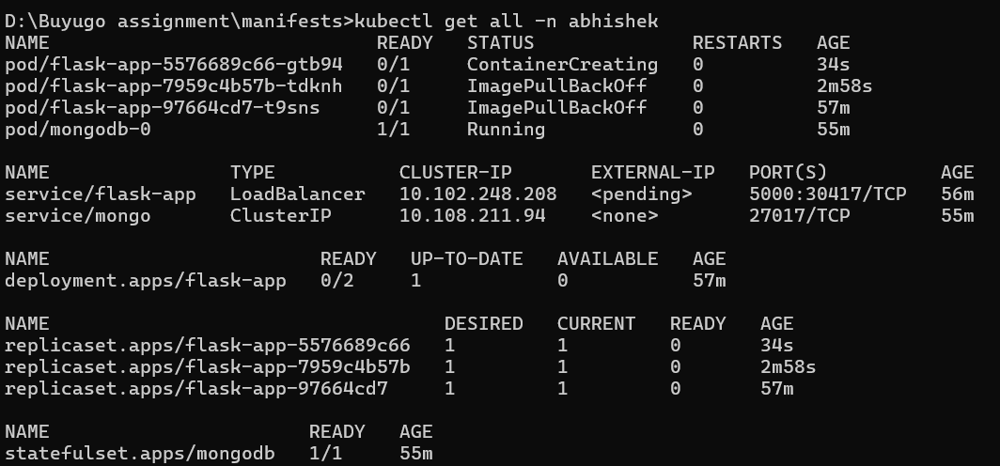 D:\Buyugo assignment\manifests>kubectl get all -n abhishek
NAME                             READY   STATUS              RESTARTS   AGE
pod/flask-app-5576689c66-gtb94   0/1     ContainerCreating   0          34s
pod/flask-app-7959c4b57b-tdknh   0/1     ImagePullBackOff    0          2m58s
pod/flask-app-97664cd7-t9sns     0/1     ImagePullBackOff    0          57m
pod/mongodb-0                    1/1     Running             0          55m

NAME                TYPE           CLUSTER-IP       EXTERNAL-IP   PORT(S)          AGE
service/flask-app   LoadBalancer   10.102.248.208   <pending>     5000:30417/TCP   56m
service/mongo       ClusterIP      10.108.211.94    <none>        27017/TCP        55m

NAME                        READY   UP-TO-DATE   AVAILABLE   AGE
deployment.apps/flask-app   0/2     1            0           57m

NAME                                   DESIRED   CURRENT   READY   AGE
replicaset.apps/flask-app-5576689c66   1         1         0       34s
replicaset.apps/flask-app-7959c4b57b   1         1         0       2m58s
replicaset.apps/flask-app-97664cd7     1         1         0       57m

NAME                       READY   AGE
statefulset.apps/mongodb   1/1     55m